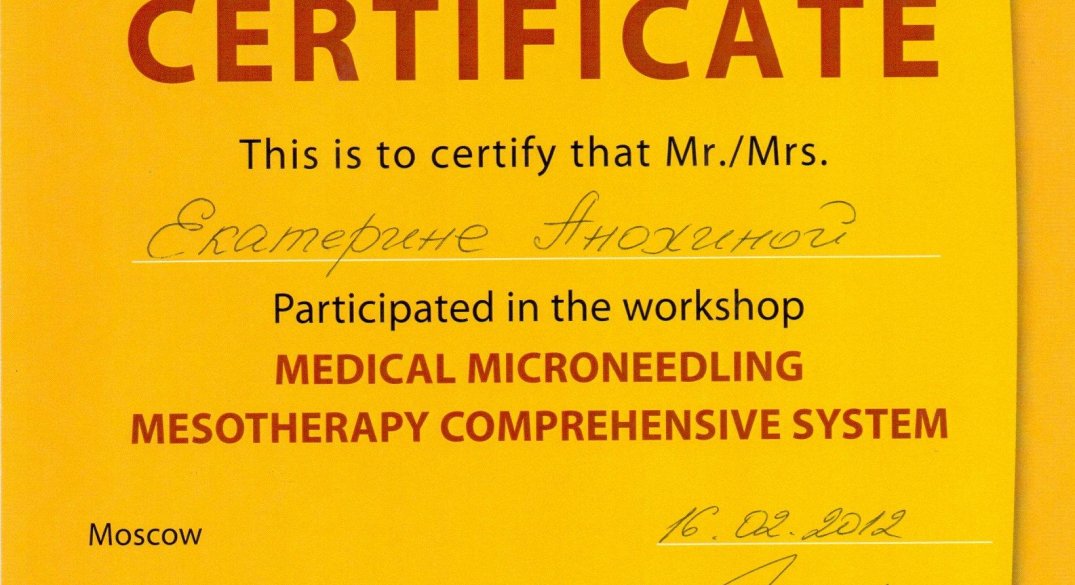 CERTIFICATE
This is to certify that Mr./Mrs.
Екатерине Анохиной
Participated in the workshop
MEDICAL MICRONEEDLING
MESOTHERAPY COMPREHENSIVE SYSTEM
Moscow
16.02.2012